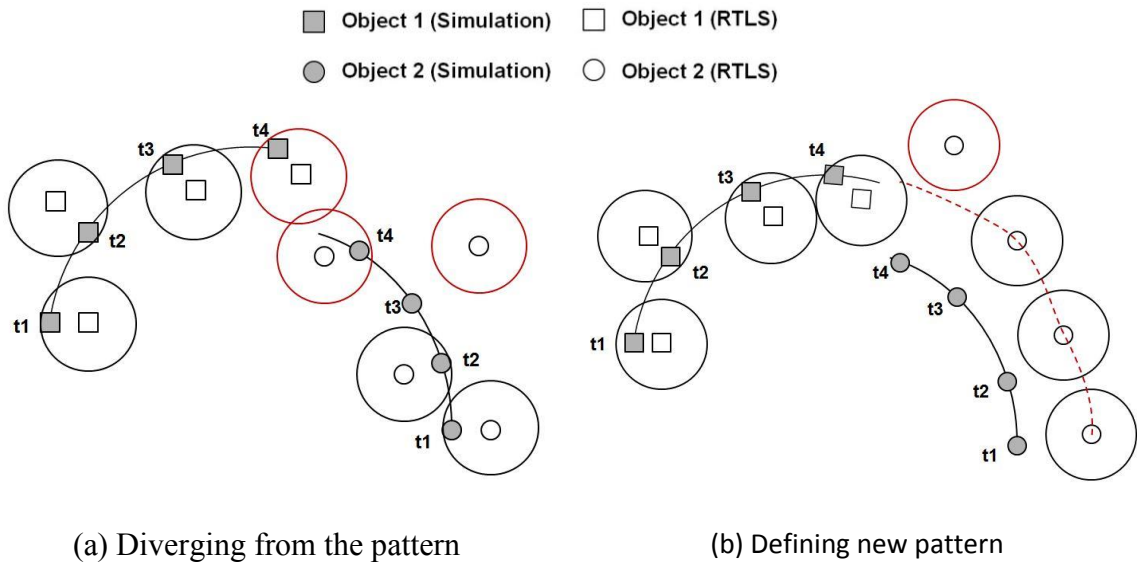 Object 1 (Simulation) Object 1 (RTLS)
Object 2 (Simulation) Object 2 (RTLS)
t4
t3
t2
t1
t4
t3
t2
t1
t4
t3
t2
t1
t4
t3
t2
t1
(a) Diverging from the pattern
(b) Defining new pattern